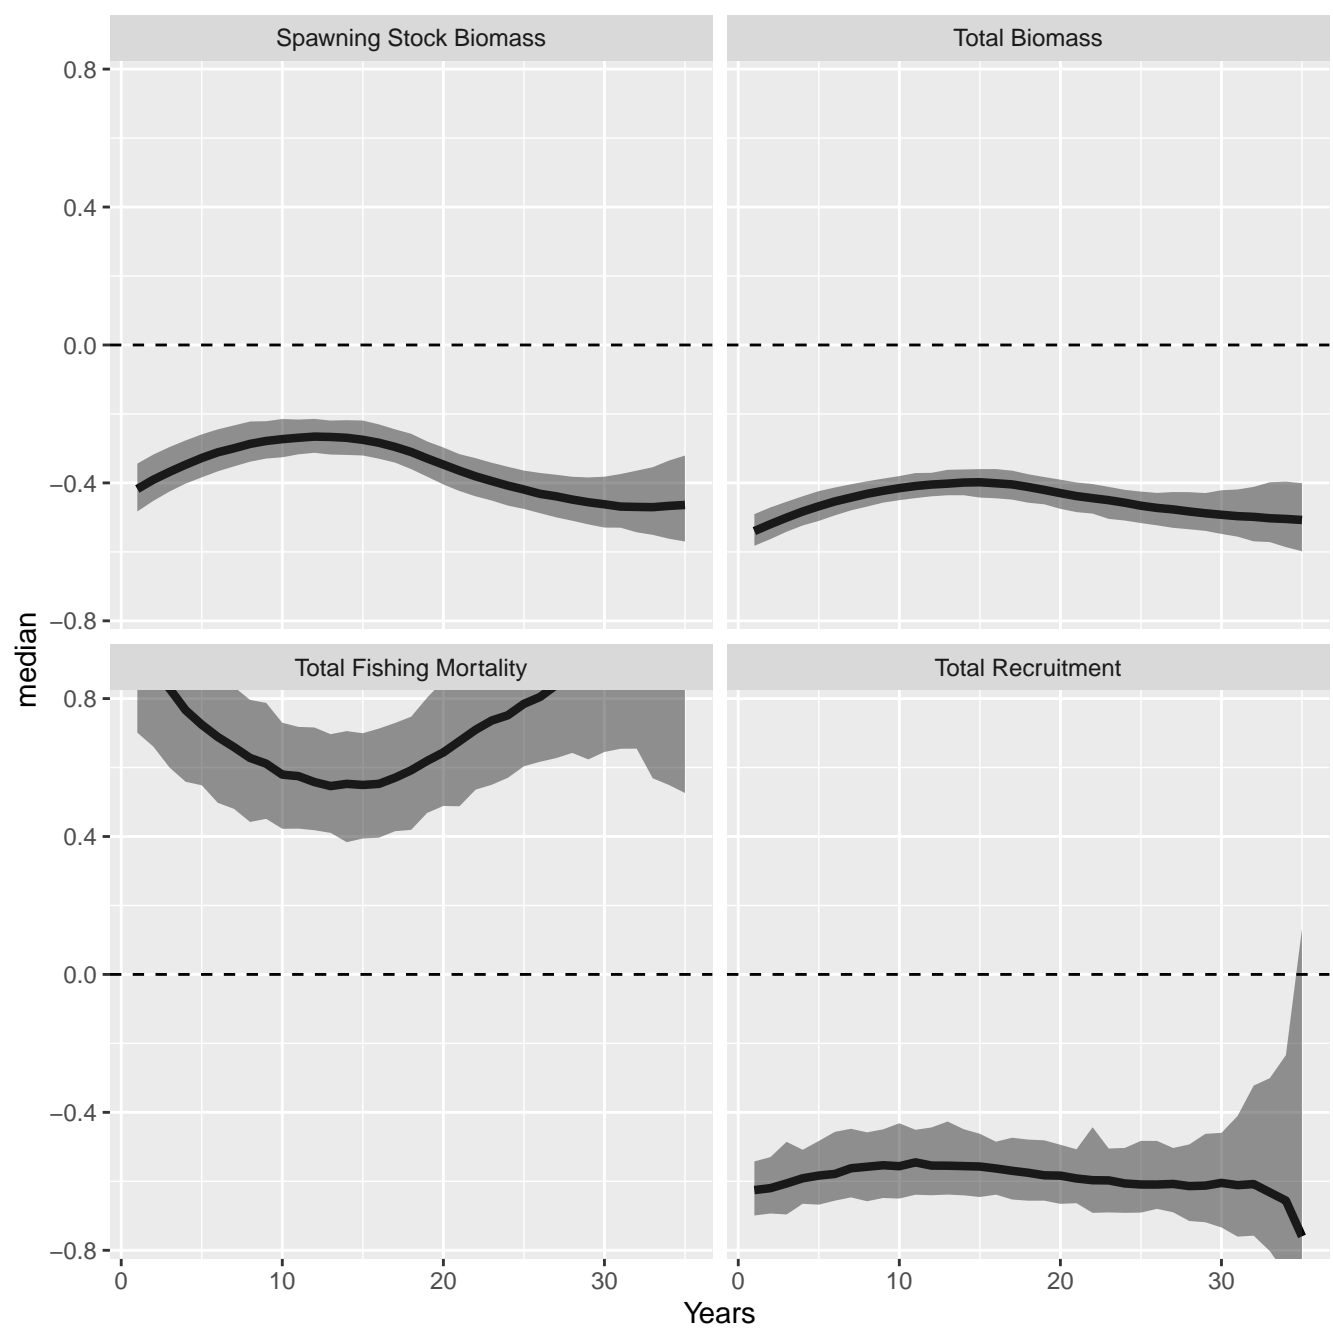 Spawning Stock Biomass
Total Biomass
0.8
0.4
0.0
−0.4
−0.8
median
Total Fishing Mortality
Total Recruitment
0.8
0.4
0.0
−0.4
−0.8
0 10 20 30
0 10 20 30
Years